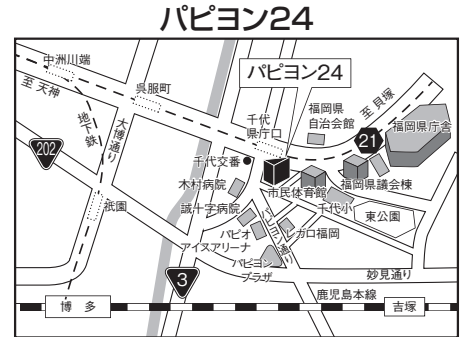 パピヨン24
中洲川端
至 天神
呉服町
パピヨン24
千代
県庁口
福岡県
自治会館
至 貝塚
21
福岡県庁舎
地下鉄
大博通り
202
千代交番
木村病院
市民体育館
福岡県議会棟
祇園
誠十字病院
千代小
東公園
パピオ
アイスアリーナ
パピヨン通り
レガロ福岡
パピヨン
プラザ
妙見通り
3
鹿児島本線
博 多
吉塚